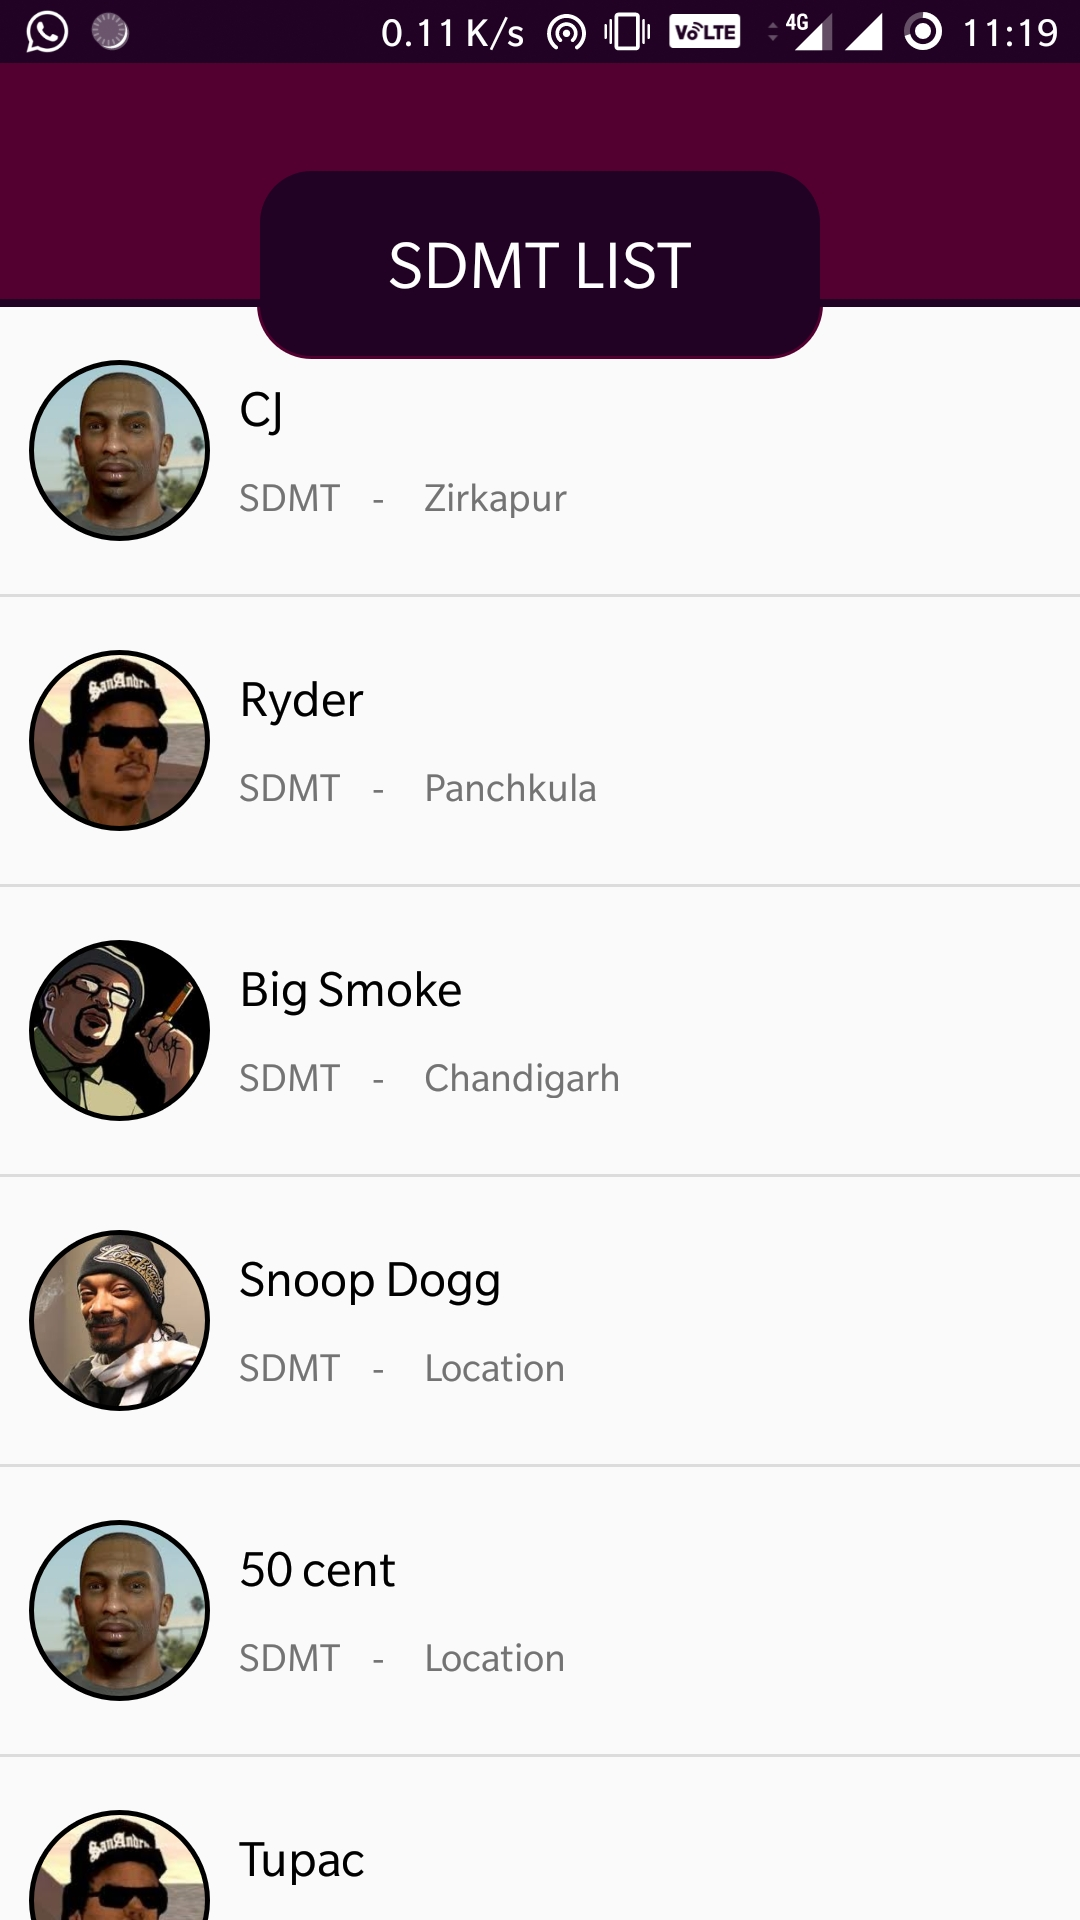 0.11 K/s VoLTE 4G 11:19
SDMT LIST
CJ
SDMT - Zirkapur
Ryder
SDMT - Panchkula
Big Smoke
SDMT - Chandigarh
Snoop Dogg
SDMT - Location
50 cent
SDMT - Location
Tupac